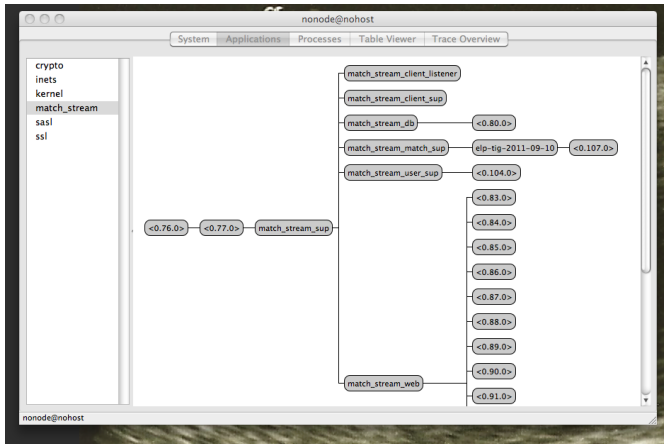 nonode@nohost
System Applications Processes Table Viewer Trace Overview
crypto
inets
kernel
match_stream
sasl
ssl
match_stream_client_listener
match_stream_client_sup
match_stream_db <0.80.0>
match_stream_match_sup elp-tig-2011-09-10 <0.107.0>
match_stream_user_sup <0.104.0>
<0.83.0>
<0.76.0> <0.77.0> match_stream_sup
<0.84.0>
<0.85.0>
<0.86.0>
<0.87.0>
<0.88.0>
<0.89.0>
<0.90.0>
match_stream_web
<0.91.0>
nonode@nohost